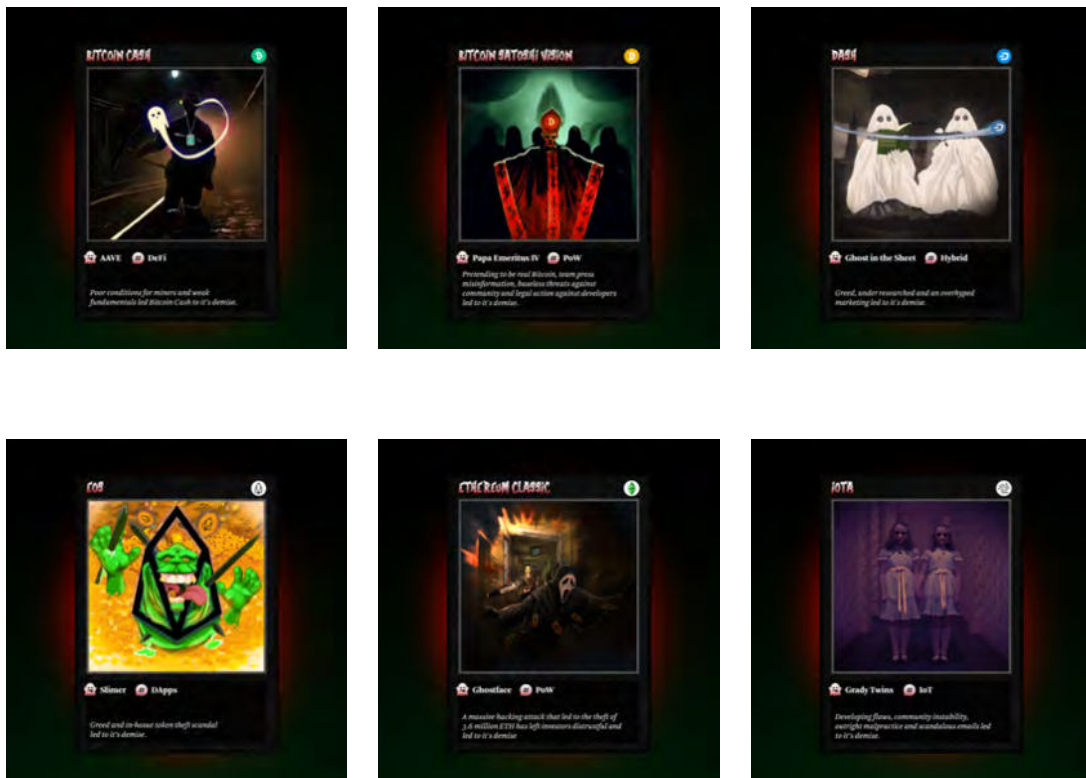 BITCOIN CASH
AAVE DeFi
Poor conditions for miners and weak
fundamentals led Bitcoin Cash to it's demise.
BITCOIN SATOSHI VISION
Papa Emeritus IV PoW
Pretending to be real Bitcoin, team press
misinformation, baseless threats against
community and legal action against developers
led to it's demise.
DASH
Ghost in the Sheet Hybrid
Greed, under researched and an overhyped
marketing led to it's demise.
EOS
Slimer DApps
Greed and in-house token theft scandal
led to it's demise.
ETHEREUM CLASSIC
Ghostface PoW
A massive hacking attack that led to the theft of
3.6 million ETH has left investors distrustful and
led to it's demise
IOTA
Grady Twins IoT
Developing flaws, community instability,
outright malpractice and scandalous emails led
to it's demise.